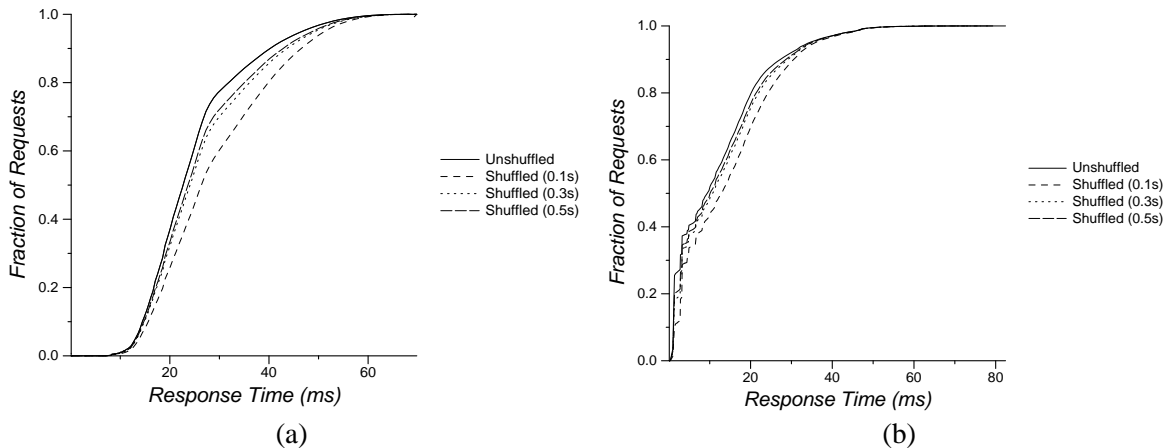 1.0
0.8
0.6
0.4
0.2
0.0
Fraction of Requests
20 40 60
Response Time (ms)
Unshuffled
Shuffled (0.1s)
Shuffled (0.3s)
Shuffled (0.5s)
(a)
1.0
0.8
0.6
0.4
0.2
0.0
Fraction of Requests
20 40 60 80
Response Time (ms)
Unshuffled
Shuffled (0.1s)
Shuffled (0.3s)
Shuffled (0.5s)
(b)